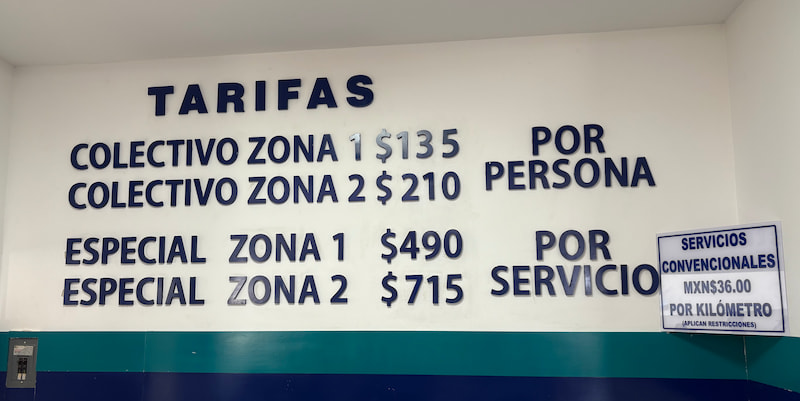 TARIFAS
COLECTIVO ZONA 1 $135 POR
COLECTIVO ZONA 2 $210 PERSONA
ESPECIAL ZONA 1 $490 POR
ESPECIAL ZONA 2 $715 SERVICIO
SERVICIOS
CONVENCIONALES
MXN$36.00
POR KILÓMETRO
(APLICAN RESTRICCIONES)